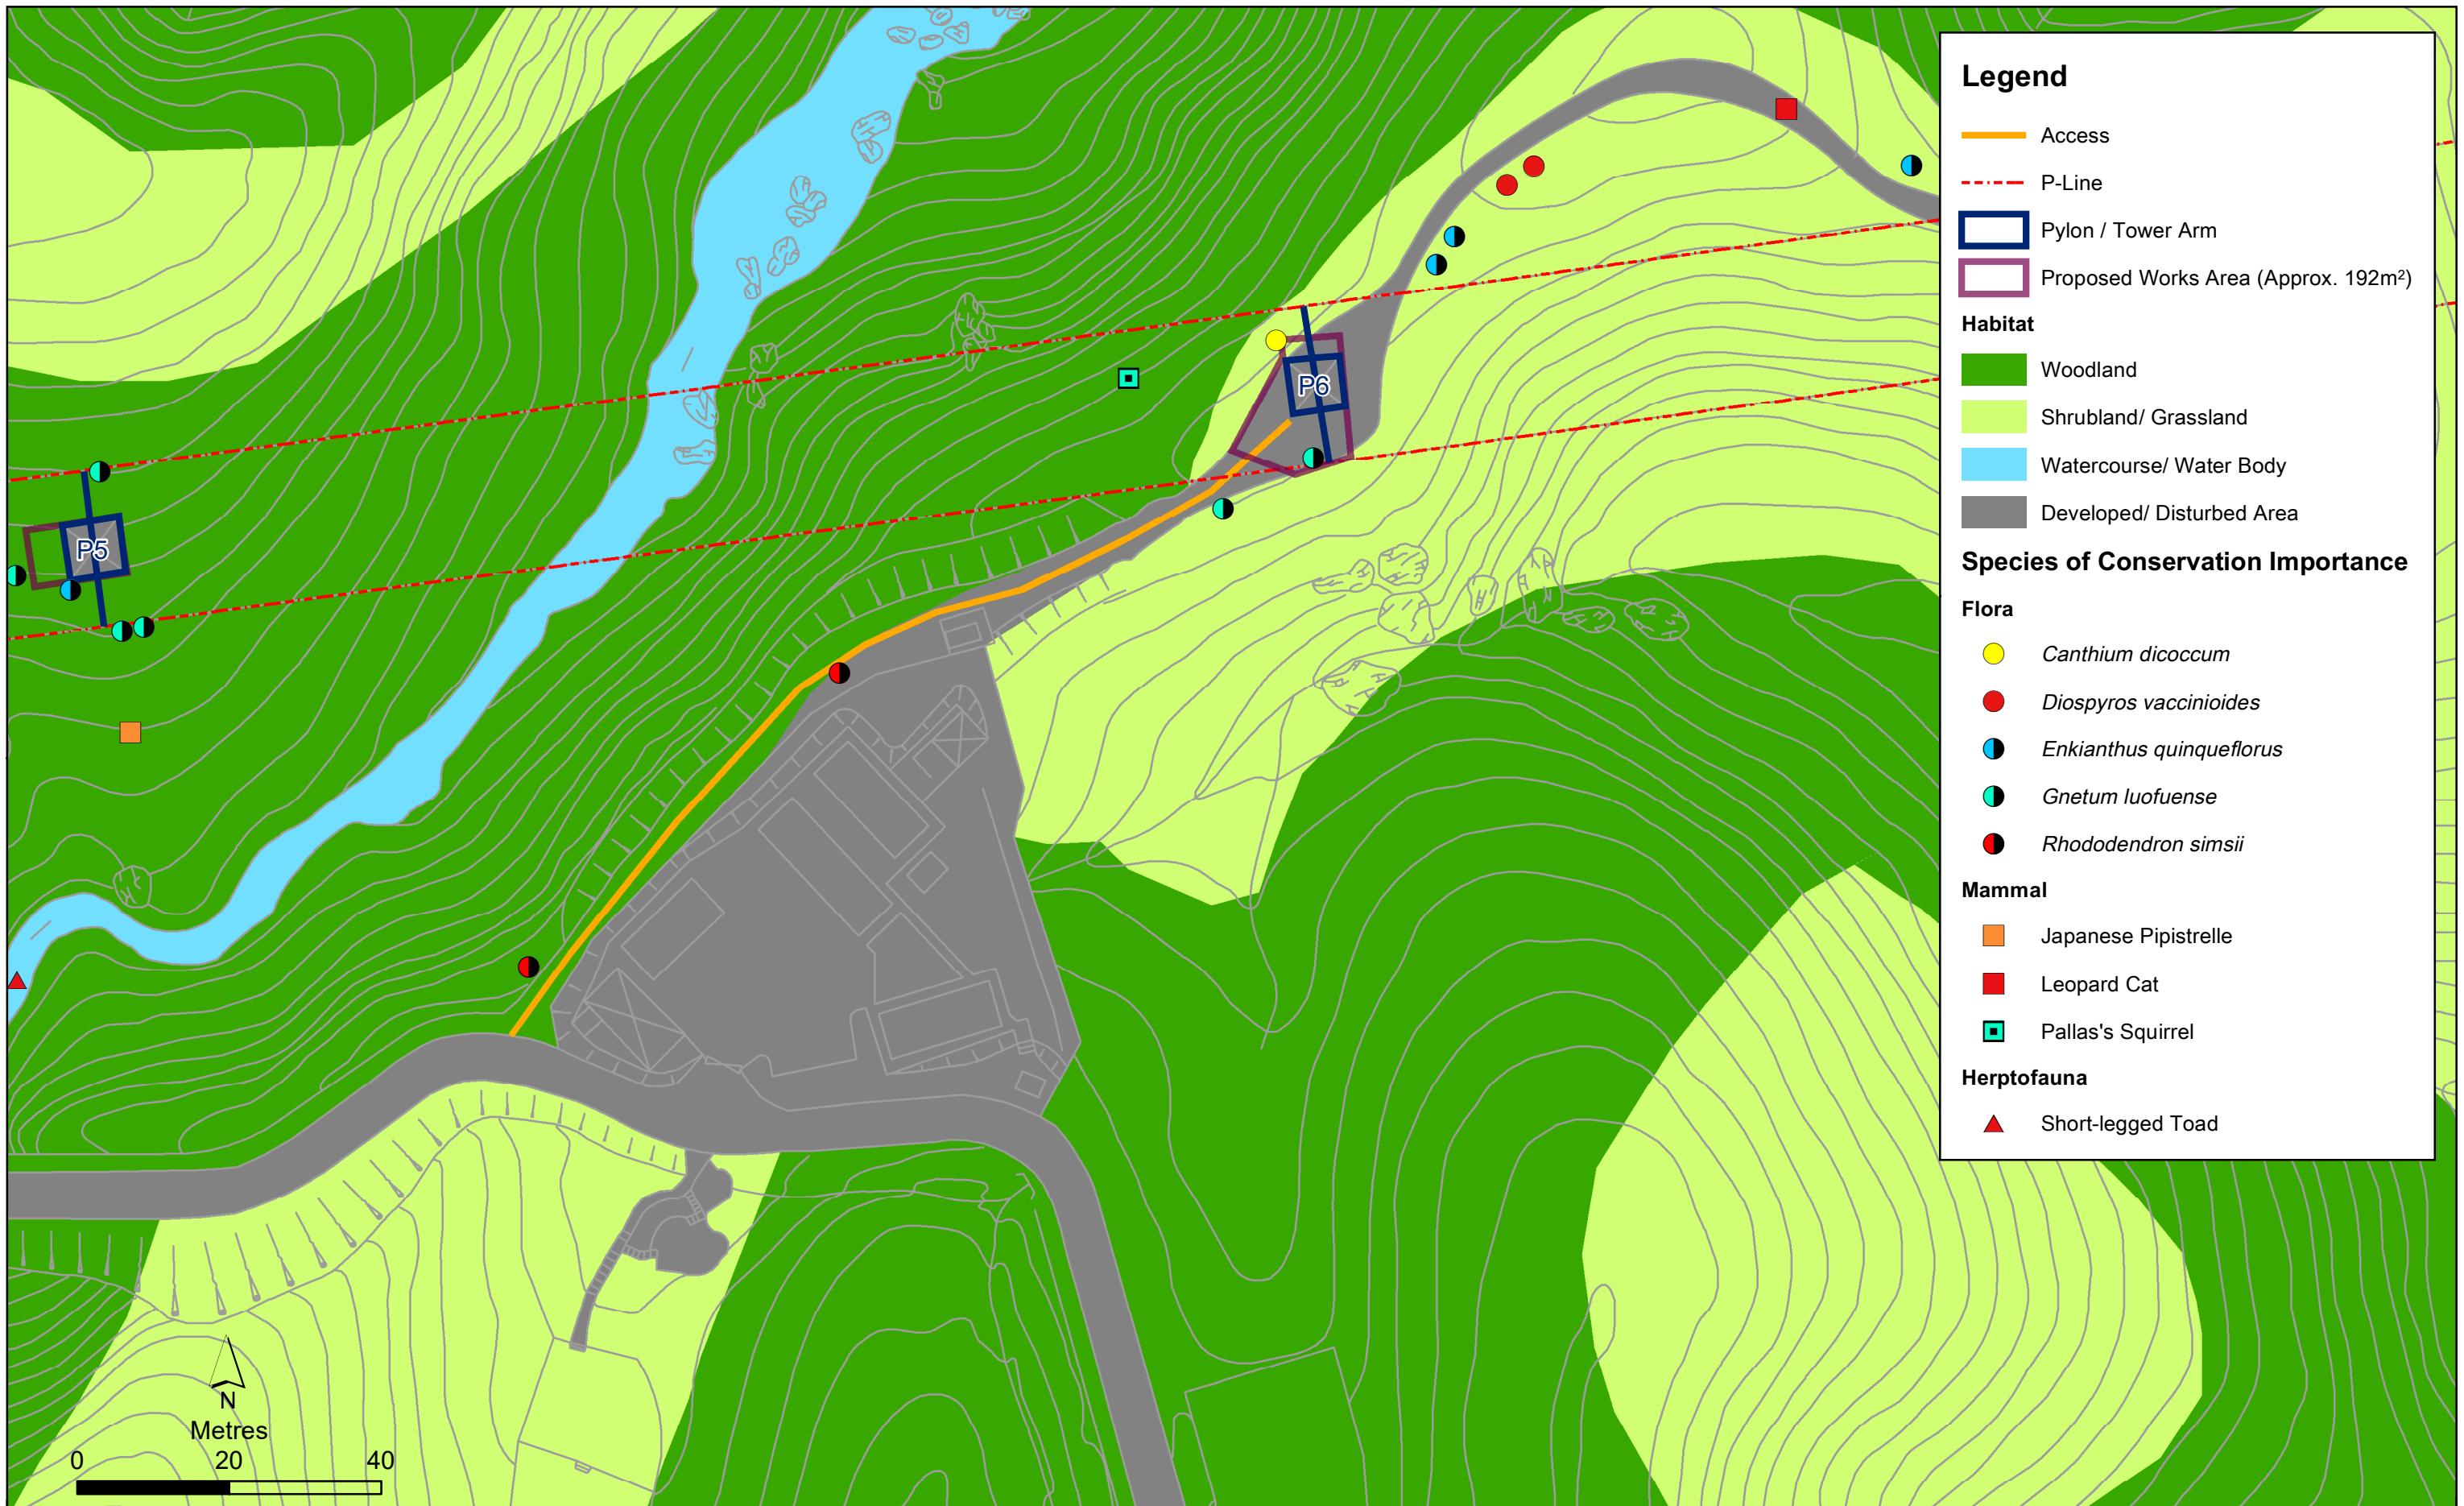 Legend
Access
P-Line
Pylon / Tower Arm
Proposed Works Area (Approx. 192m²)
Habitat
Woodland
Shrubland/ Grassland
Watercourse/ Water Body
Developed/ Disturbed Area
Species of Conservation Importance
Flora
Canthium dicoccum
Diospyros vaccinioides
Enkianthus quinqueflorus
Gnetum luofuense
Rhododendron simsii
Mammal
Japanese Pipistrelle
Leopard Cat
Pallas's Squirrel
Herptofauna
Short-legged Toad
P6
P5
N
Metres
0 20 40